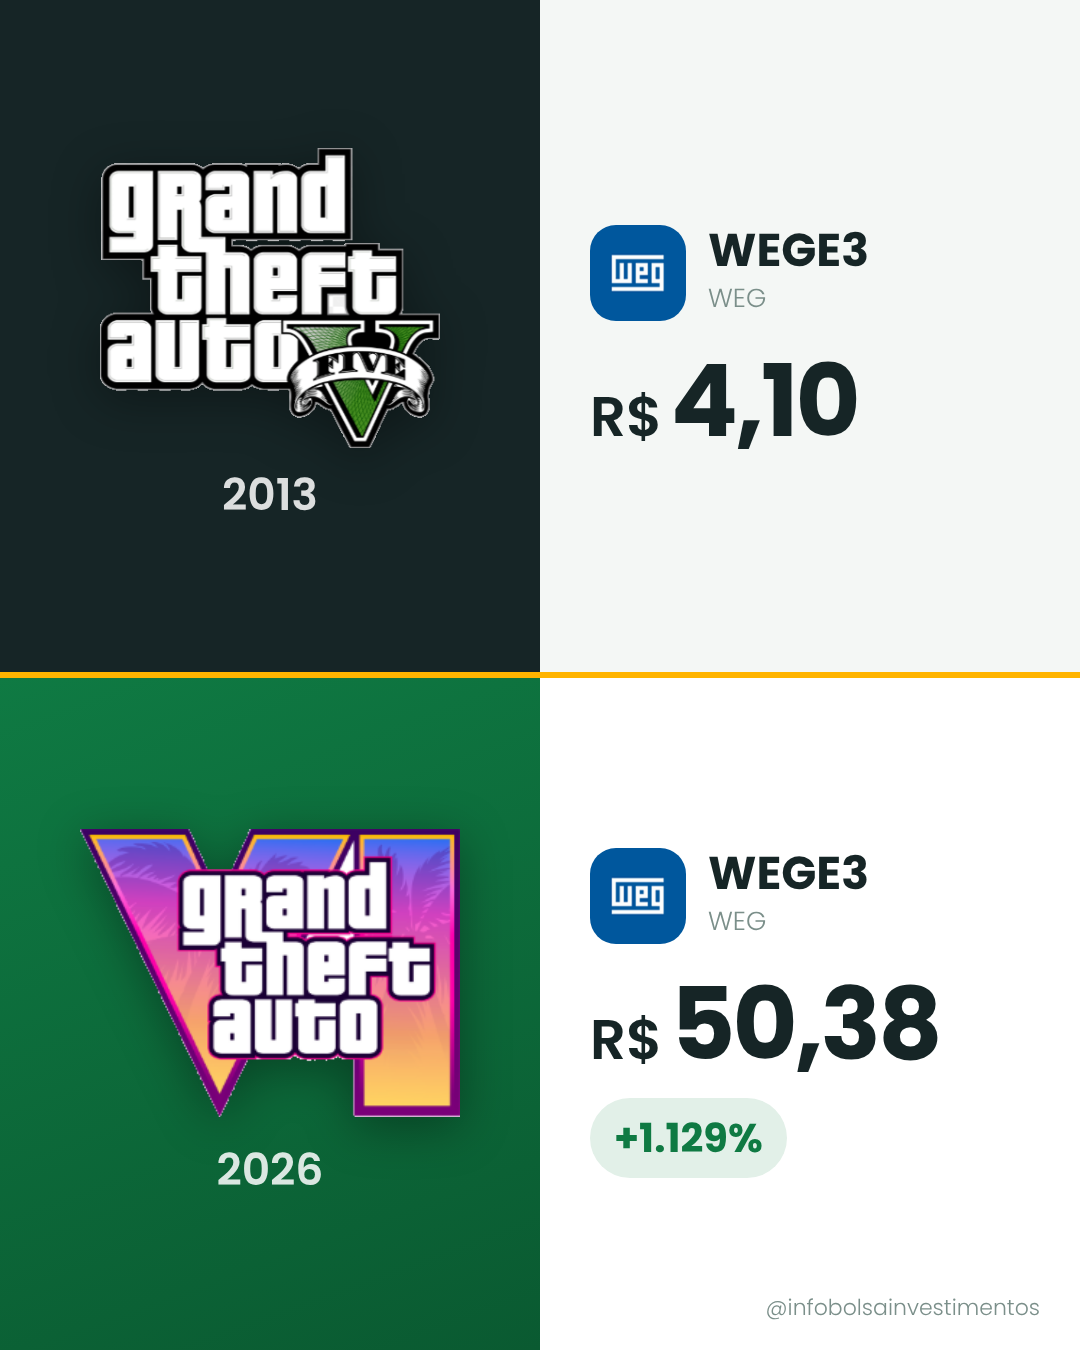 grand
theft
auto
FIVE
V
2013
weg
WEGE3
WEG
R$ 4,10
VI
grand
theft
auto
2026
weg
WEGE3
WEG
R$ 50,38
+1.129%
@infobolsainvestimentos